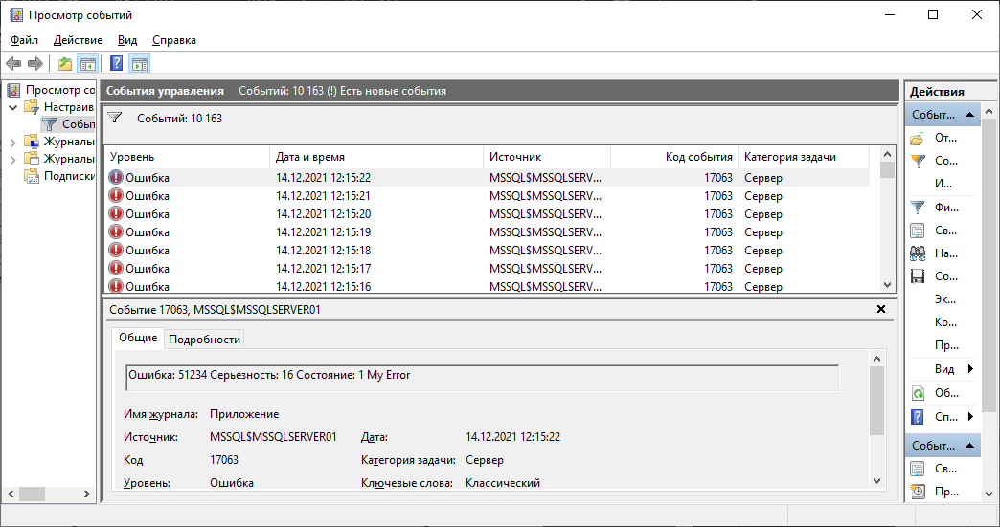 Просмотр событий
Файл Действие Вид Справка
Просмотр со
Настраив
Событ
Журналы
Журналы
Подписки
События управления Событий: 10 163 (!) Есть новые события
Событий: 10 163
Уровень Дата и время Источник Код события Категория задачи
Ошибка 14.12.2021 12:15:22 MSSQL$MSSQLSERV... 17063 Сервер
Ошибка 14.12.2021 12:15:21 MSSQL$MSSQLSERV... 17063 Сервер
Ошибка 14.12.2021 12:15:20 MSSQL$MSSQLSERV... 17063 Сервер
Ошибка 14.12.2021 12:15:19 MSSQL$MSSQLSERV... 17063 Сервер
Ошибка 14.12.2021 12:15:18 MSSQL$MSSQLSERV... 17063 Сервер
Ошибка 14.12.2021 12:15:17 MSSQL$MSSQLSERV... 17063 Сервер
Ошибка 14.12.2021 12:15:16 MSSQL$MSSQLSERV... 17063 Сервер
Событие 17063, MSSQL$MSSQLSERVER01
Общие Подробности
Ошибка: 51234 Серьезность: 16 Состояние: 1 My Error
Имя журнала: Приложение
Источник: MSSQL$MSSQLSERVER01 Дата: 14.12.2021 12:15:22
Код 17063 Категория задачи: Сервер
Уровень: Ошибка Ключевые слова: Классический
Действия
Событ...
От...
Со...
И...
Фи...
Св...
На...
Со...
Эк...
Ко...
Пр...
Вид
Об...
Сп...
Событ...
Св...
Пр...